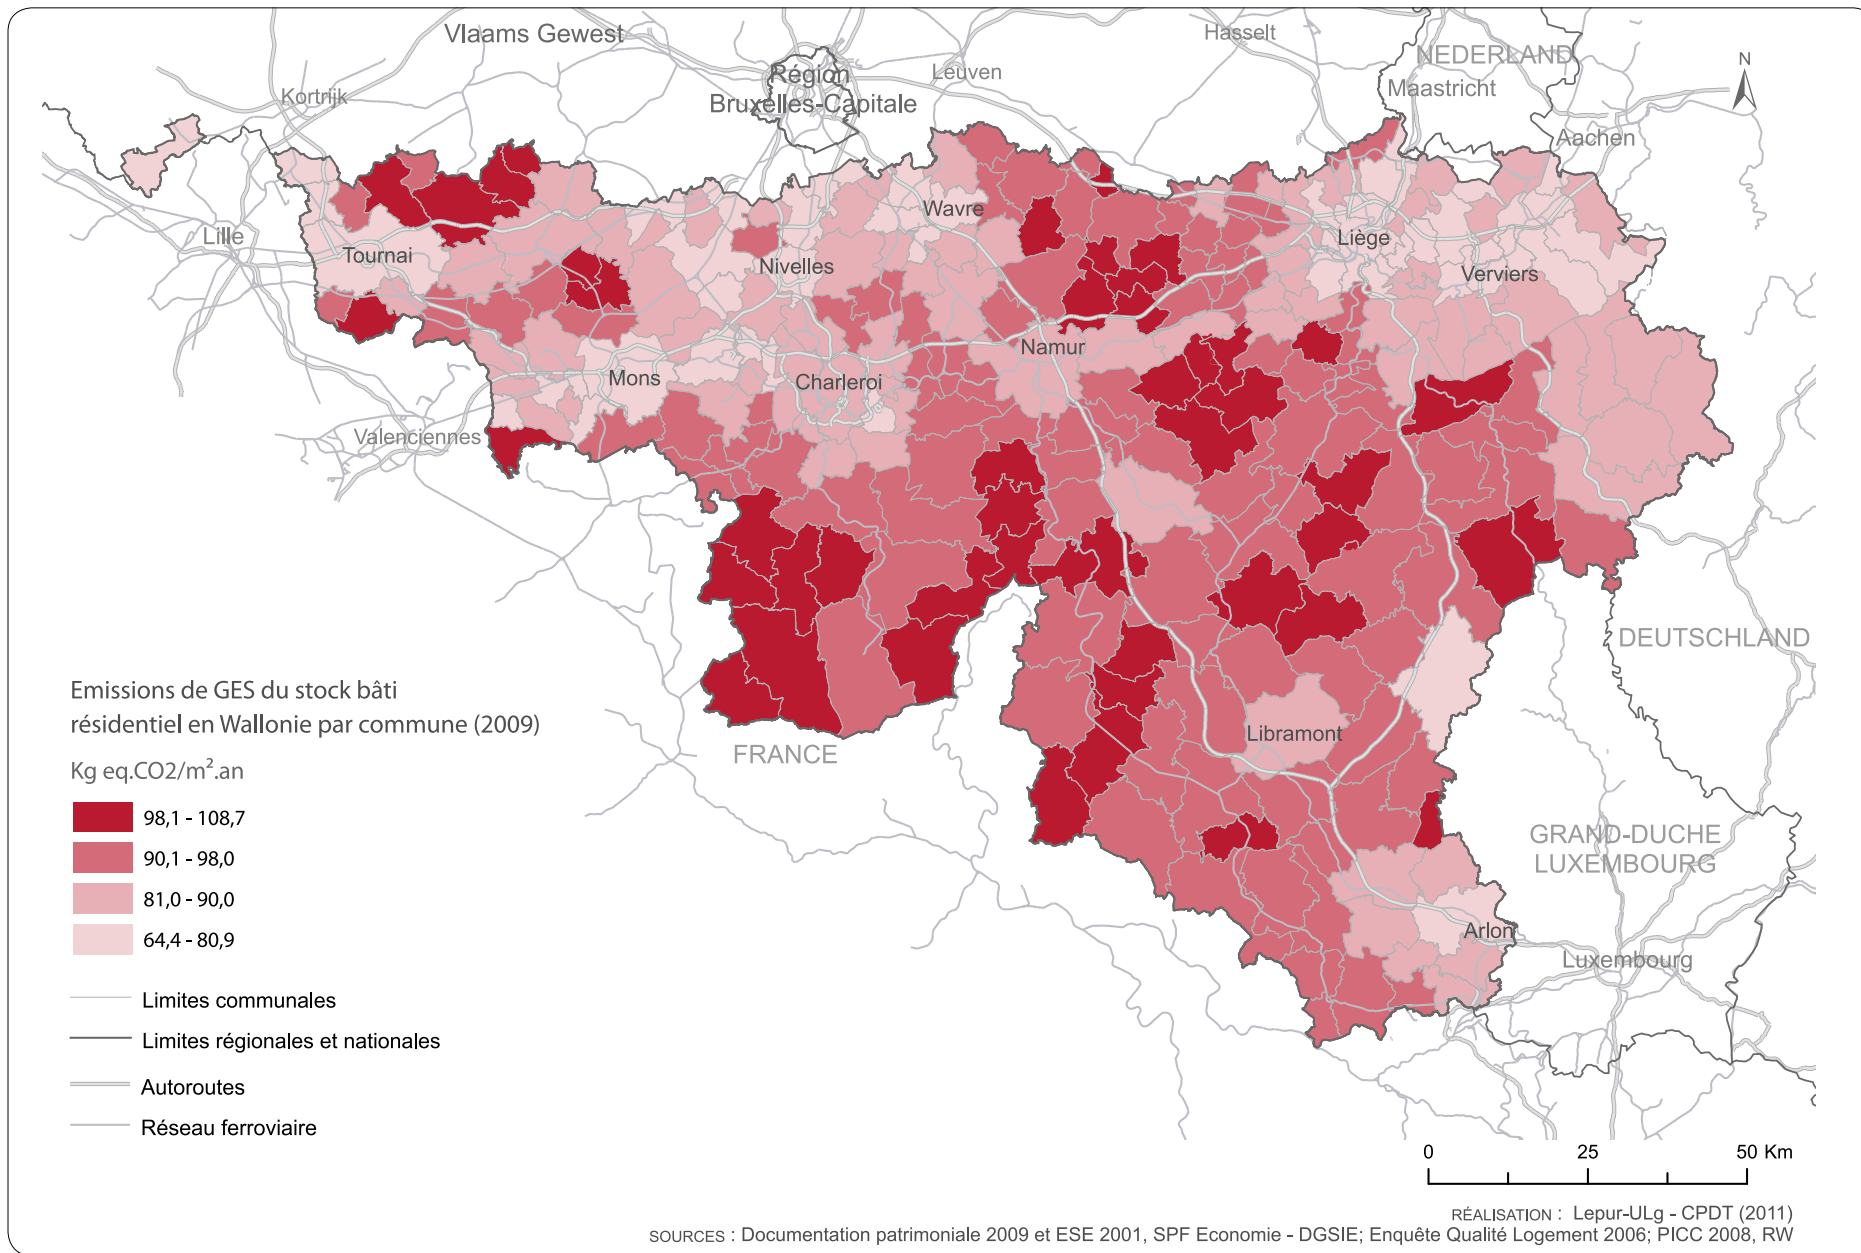 Vlaams Gewest
Hasselt
NEDERLAND
Maastricht
N
Région
Bruxelles-Capitale
Leuven
Kortrijk
Aachen
Lille
Tournai
Wavre
Nivelles
Liège
Verviers
Namur
Mons
Charleroi
Valenciennes
DEUTSCHLAND
Libramont
FRANCE
GRAND-DUCHE
LUXEMBOURG
Arlon
Luxembourg
Emissions de GES du stock bâti
résidentiel en Wallonie par commune (2009)
Kg eq.CO2/m².an
98,1 - 108,7
90,1 - 98,0
81,0 - 90,0
64,4 - 80,9
Limites communales
Limites régionales et nationales
Autoroutes
Réseau ferroviaire
0 25 50 Km
RÉALISATION : Lepur-ULg - CPDT (2011)
SOURCES : Documentation patrimoniale 2009 et ESE 2001, SPF Economie - DGSIE; Enquête Qualité Logement 2006; PICC 2008, RW